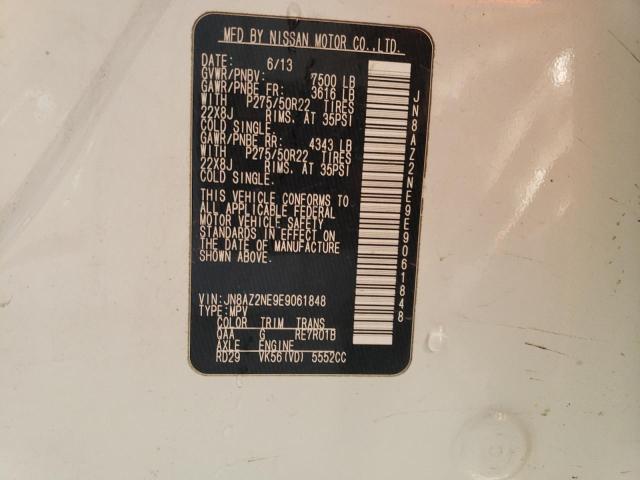 MFD BY NISSAN MOTOR CO.,LTD.
DATE: 6/13
GVWR/PNBV: 7500 LB
GAWR/PNBE FR: 3616 LB
WITH P275/50R22 TIRES
22X8J RIMS. AT 35PSI
COLD SINGLE.
GAWR/PNBE RR: 4343 LB
WITH P275/50R22 TIRES
22X8J RIMS. AT 35PSI
COLD SINGLE.
THIS VEHICLE CONFORMS TO
ALL APPLICABLE FEDERAL
MOTOR VEHICLE SAFETY
STANDARDS IN EFFECT ON
THE DATE OF MANUFACTURE
SHOWN ABOVE.
VIN:JN8AZ2NE9E9061848
TYPE:MPV
COLOR TRIM TRANS
QAA G RE7R01B
AXLE ENGINE
RD29 VK56(VD) 5552CC
JN8AZ2NE9E9061848